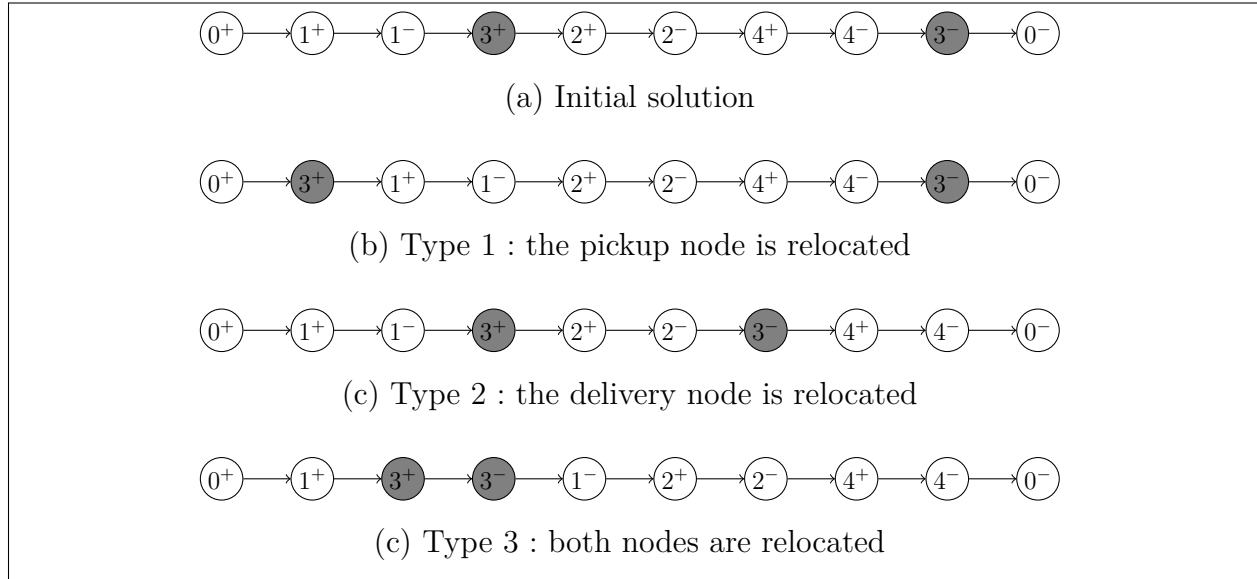 0⁺ 1⁺ 1⁻ 3⁺ 2⁺ 2⁻ 4⁺ 4⁻ 3⁻ 0⁻
(a) Initial solution
0⁺ 3⁺ 1⁺ 1⁻ 2⁺ 2⁻ 4⁺ 4⁻ 3⁻ 0⁻
(b) Type 1 : the pickup node is relocated
0⁺ 1⁺ 1⁻ 3⁺ 2⁺ 2⁻ 3⁻ 4⁺ 4⁻ 0⁻
(c) Type 2 : the delivery node is relocated
0⁺ 1⁺ 3⁺ 3⁻ 1⁻ 2⁺ 2⁻ 4⁺ 4⁻ 0⁻
(c) Type 3 : both nodes are relocated